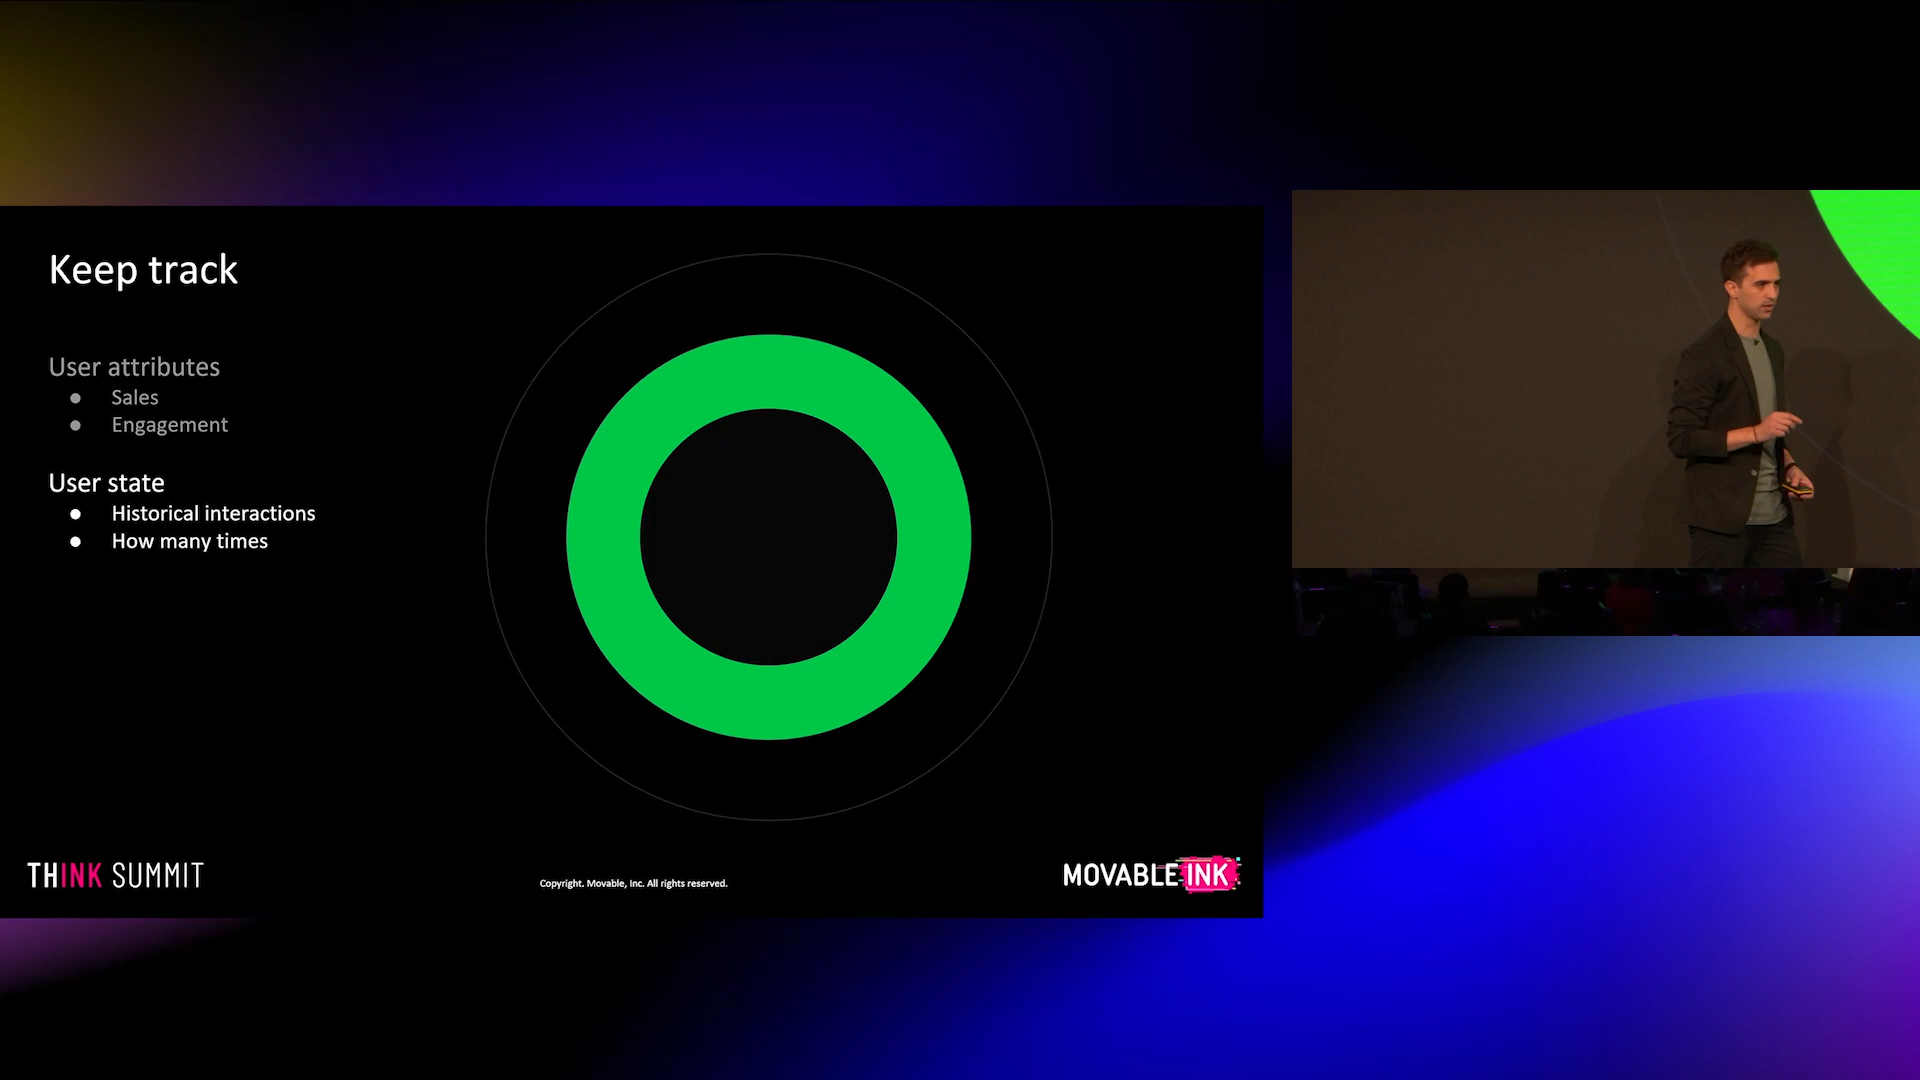 Keep track
User attributes
● Sales
● Engagement
User state
● Historical interactions
● How many times
THINK SUMMIT
Copyright. Movable, Inc. All rights reserved.
MOVABLE INK